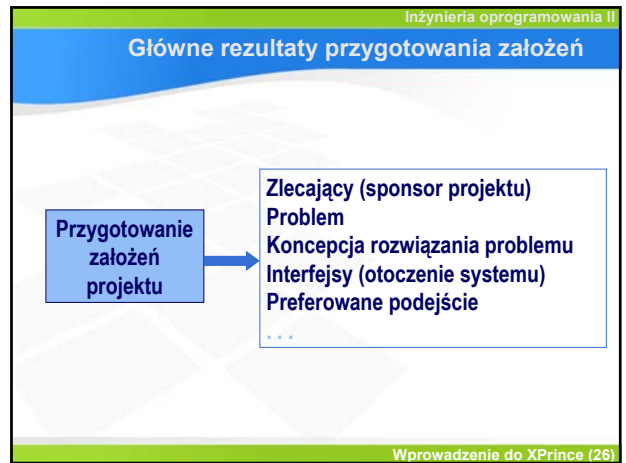 Inżynieria oprogramowania II
Główne rezultaty przygotowania założeń
Przygotowanie
założeń
projektu
Zlecający (sponsor projektu)
Problem
Koncepcja rozwiązania problemu
Interfejsy (otoczenie systemu)
Preferowane podejście
. . .
Wprowadzenie do XPrince (26)